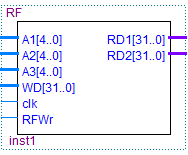 RF
A1[4..0] RD1[31..0]
A2[4..0] RD2[31..0]
A3[4..0]
WD[31..0]
clk
RFWr
inst1